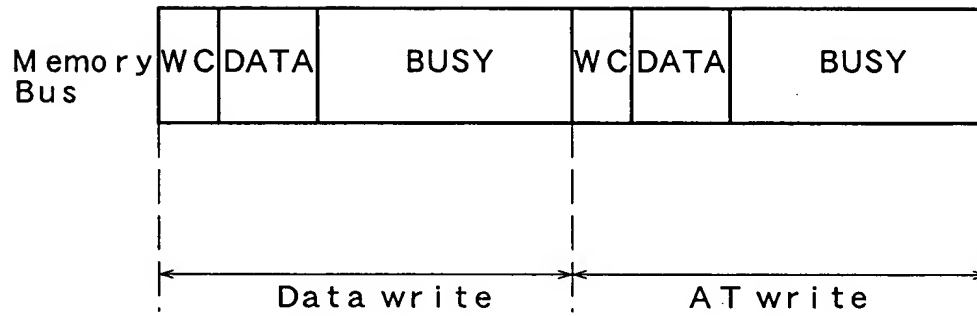 Memory Bus WC DATA BUSY WC DATA BUSY
Data write AT write